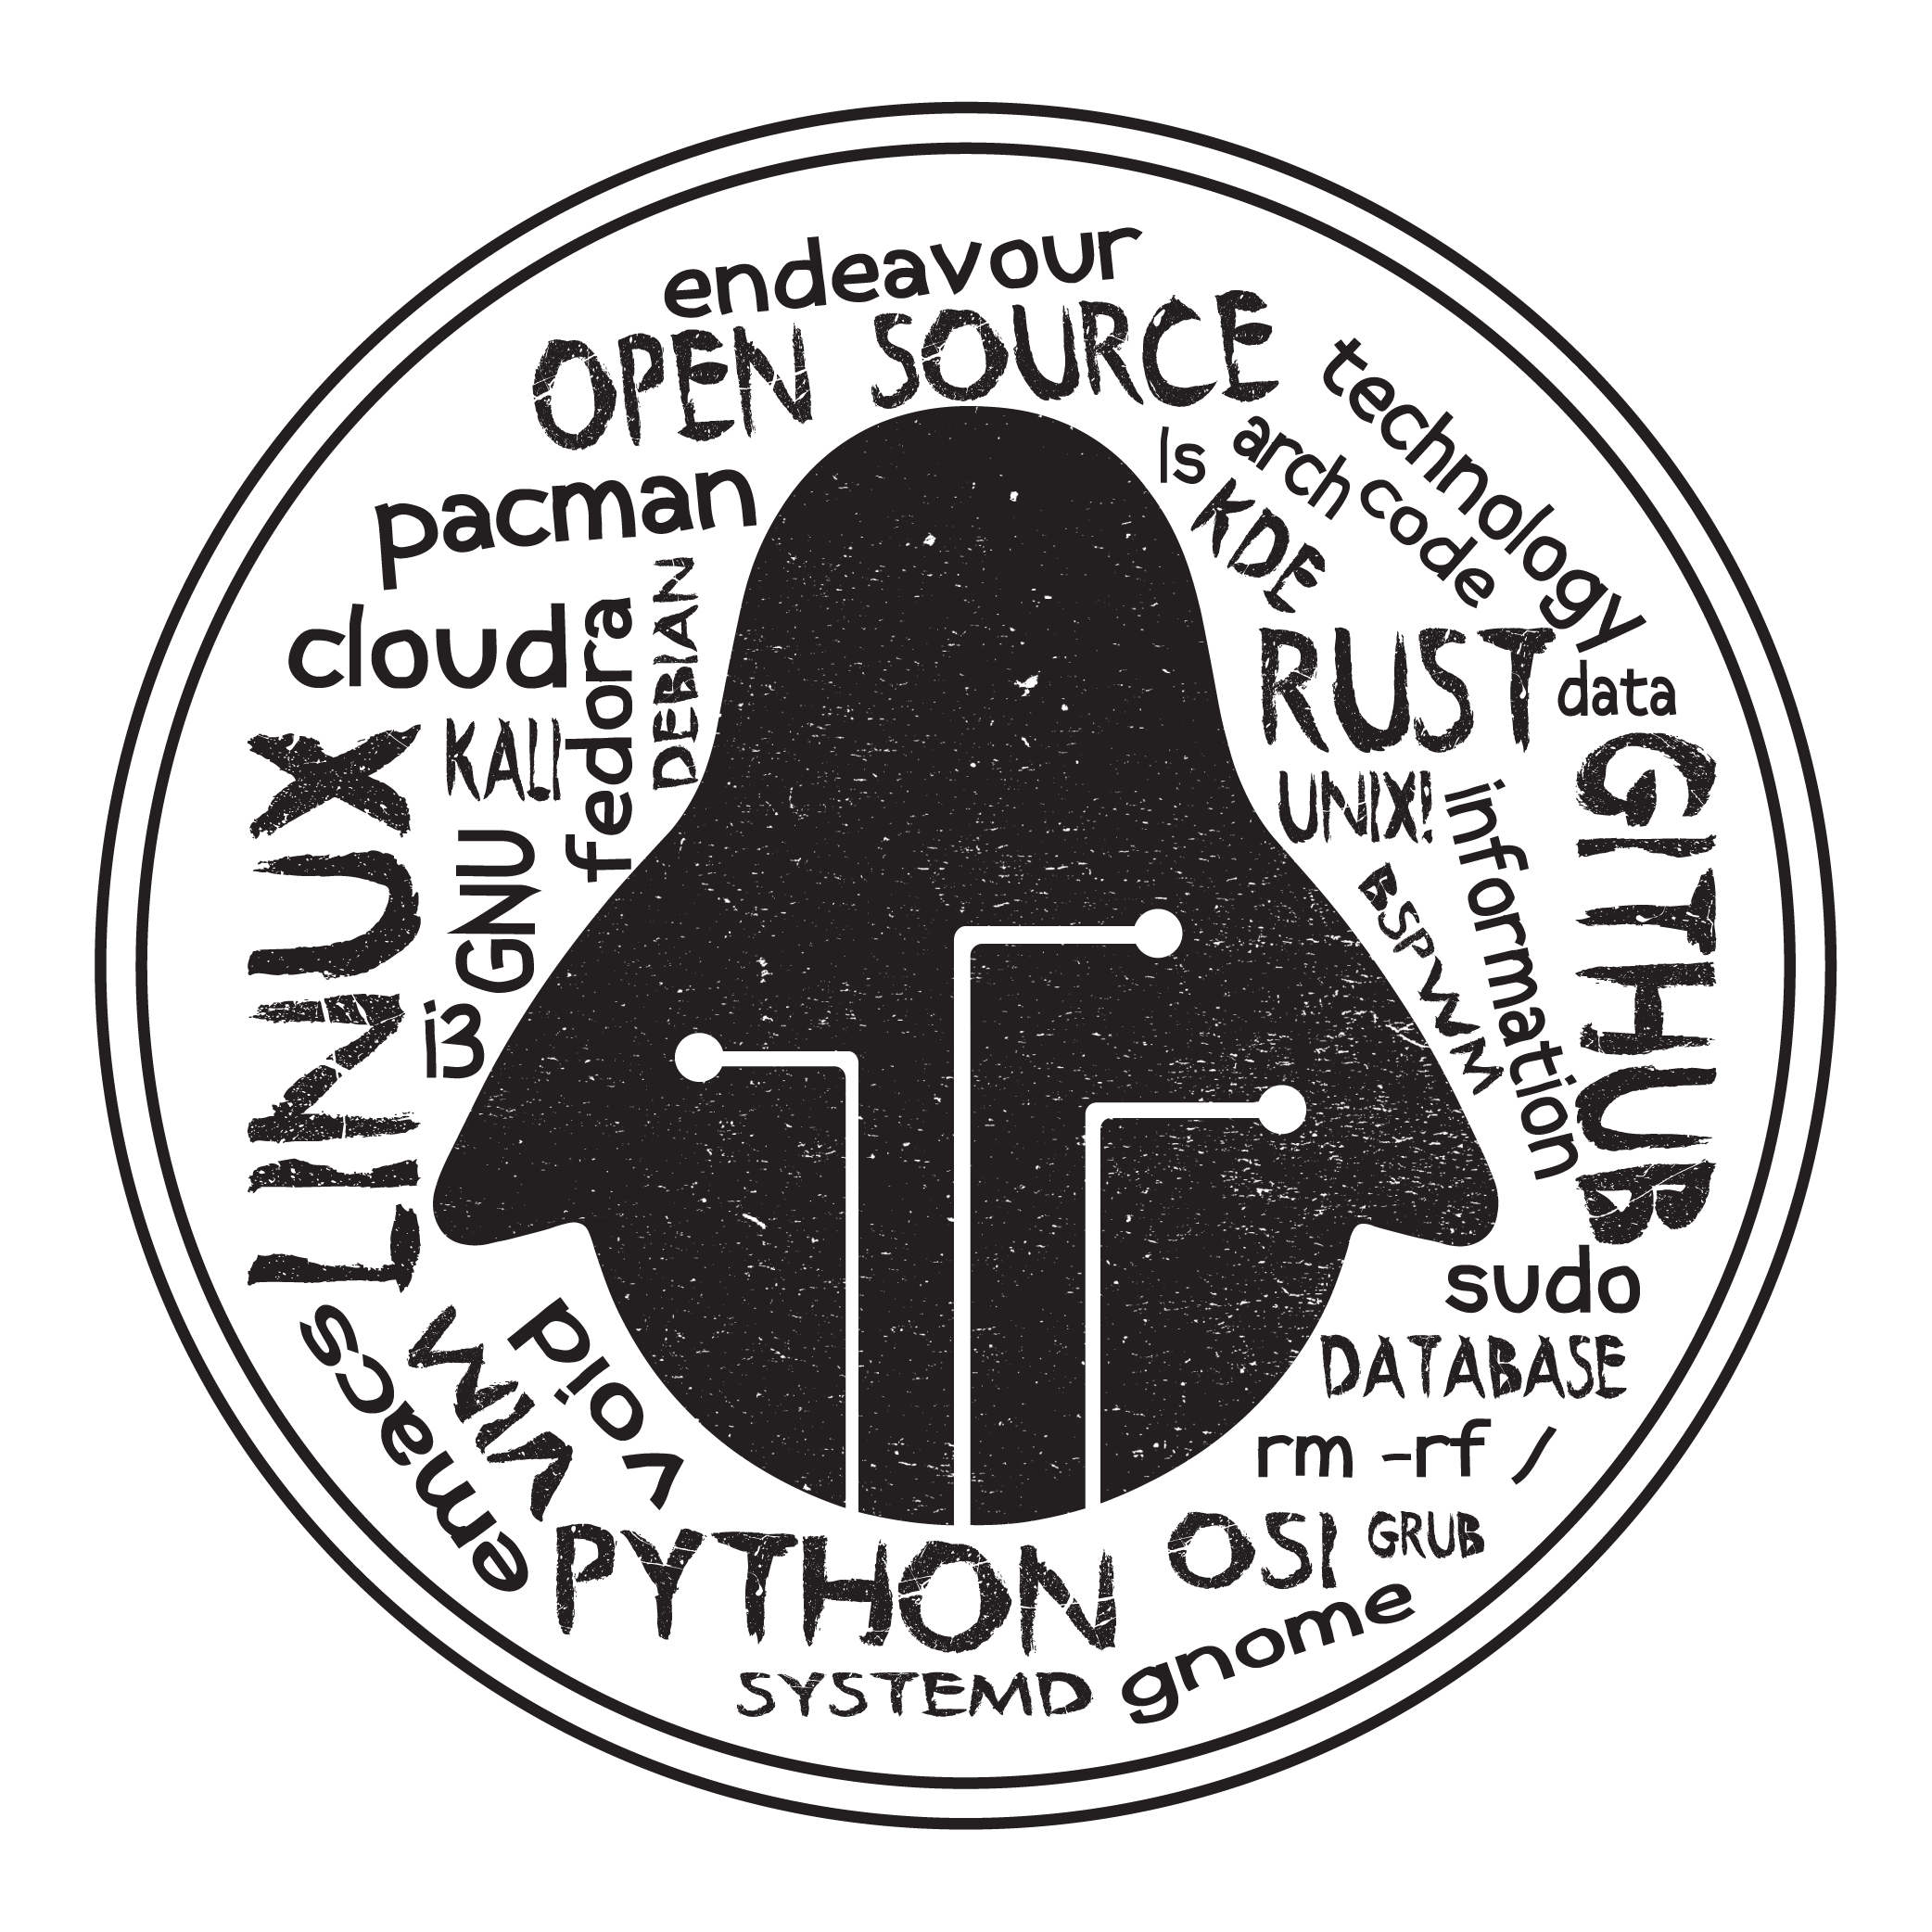 endeavour
OPEN SOURCE
technology
arch code
ls
KDE
pacman
DEBIAN
fedora
cloud
KALI
GNU
LINUX
i3
RUST
data
UNIX!
GITHUB
information
BSPWM
sudo
DATABASE
rm -rf /
OSI
GRUB
gnome
void
VIM
emacs
PYTHON
SYSTEMD